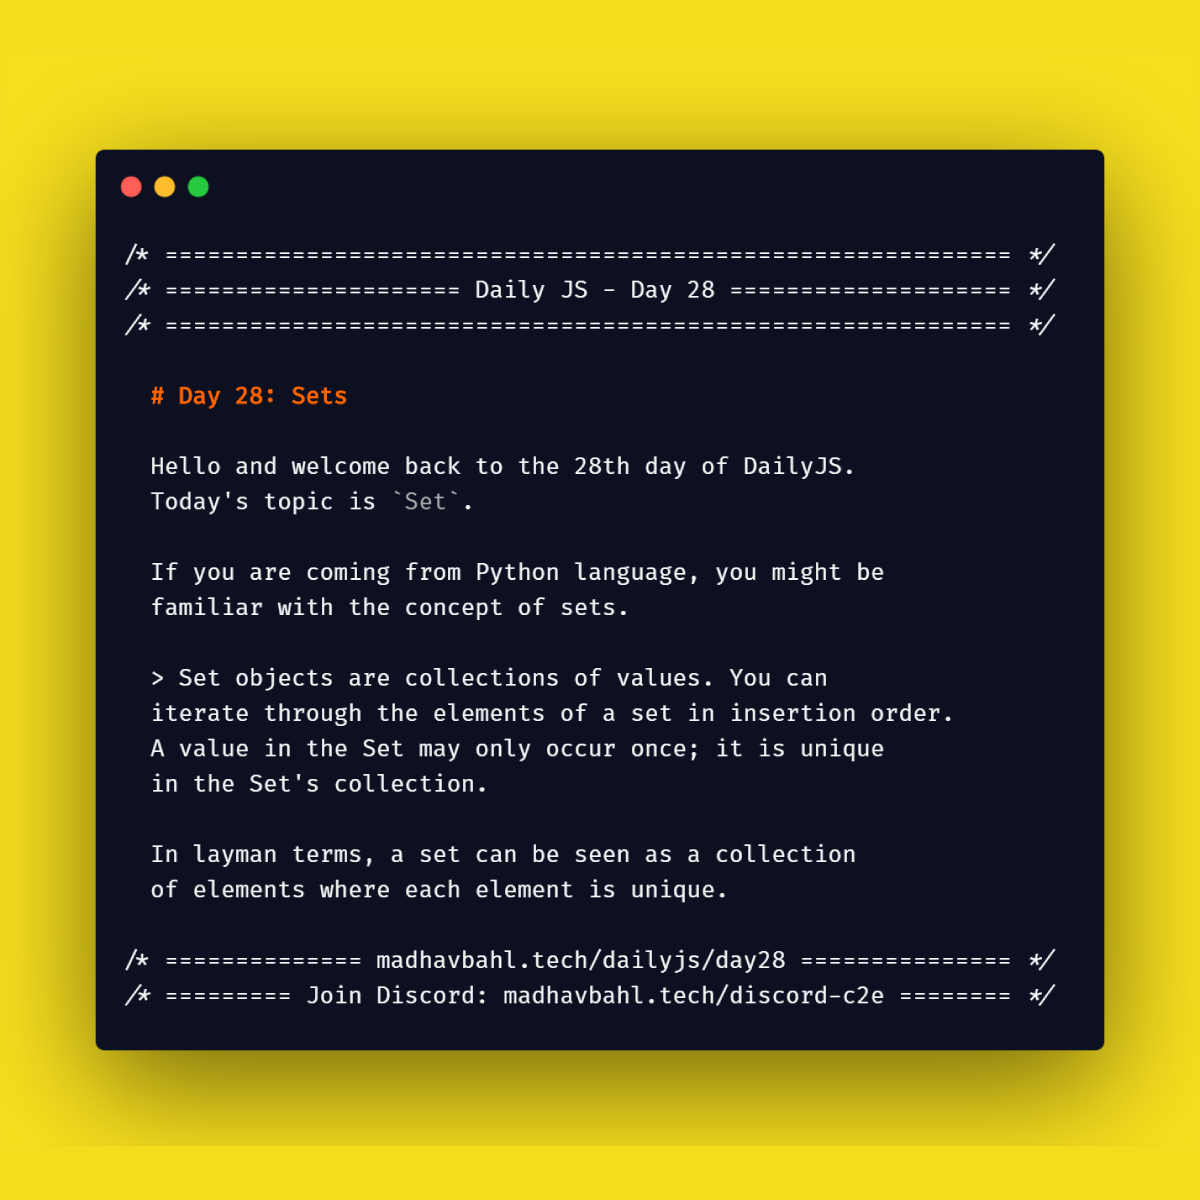 /* ============================================================ */
/* ===================== Daily JS - Day 28 ==================== */
/* ============================================================ */
# Day 28: Sets
Hello and welcome back to the 28th day of DailyJS.
Today's topic is `Set`.
If you are coming from Python language, you might be
familiar with the concept of sets.
> Set objects are collections of values. You can
iterate through the elements of a set in insertion order.
A value in the Set may only occur once; it is unique
in the Set's collection.
In layman terms, a set can be seen as a collection
of elements where each element is unique.
/* ============== madhavbahl.tech/dailyjs/day28 =============== */
/* ========= Join Discord: madhavbahl.tech/discord-c2e ======== */